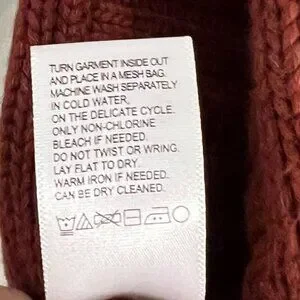 TURN GARMENT INSIDE OUT
AND PLACE IN A MESH BAG.
MACHINE WASH SEPARATELY
IN COLD WATER,
ON THE DELICATE CYCLE.
ONLY NON-CHLORINE
BLEACH IF NEEDED.
DO NOT TWIST OR WRING.
LAY FLAT TO DRY.
WARM IRON IF NEEDED.
CAN BE DRY CLEANED.